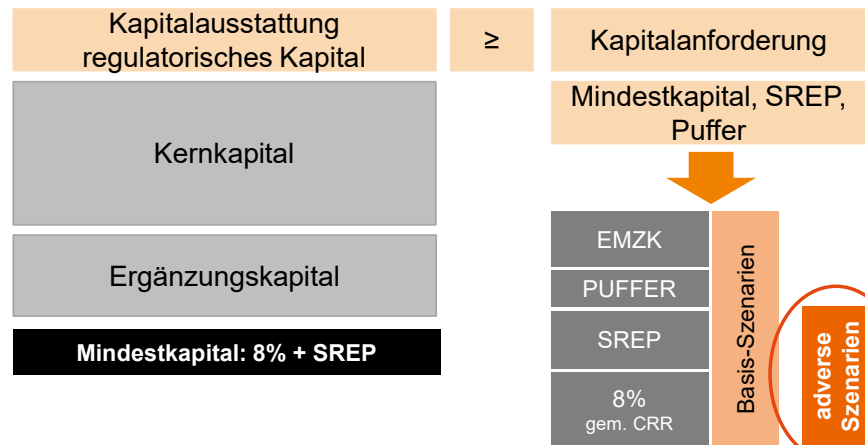 Kapitalausstattung
regulatorisches Kapital
≥
Kapitalanforderung
Kernkapital
Ergänzungskapital
Mindestkapital: 8% + SREP
Mindestkapital, SREP,
Puffer
EMZK
PUFFER
SREP
8%
gem. CRR
Basis-Szenarien
adverse
Szenarien